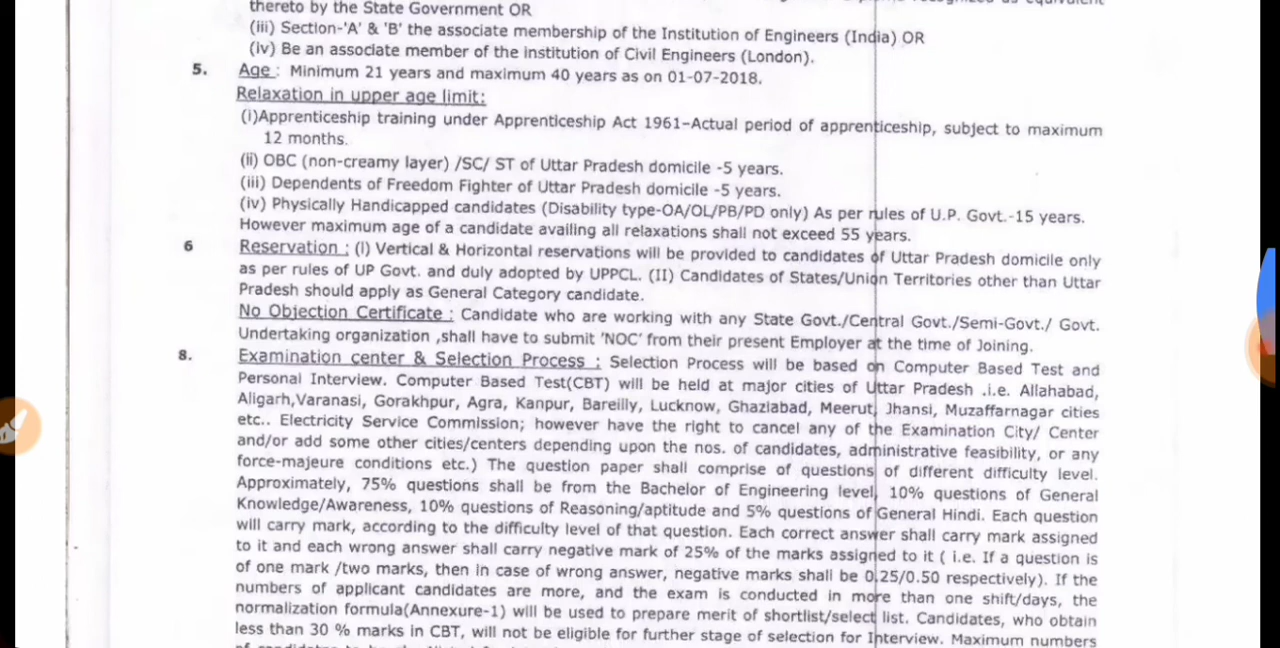 thereto by the State Government OR
(iii) Section-'A' & 'B' the associate membership of the Institution of Engineers (India) OR
(iv) Be an associate member of the institution of Civil Engineers (London).
5. Age : Minimum 21 years and maximum 40 years as on 01-07-2018.
Relaxation in upper age limit:
(i)Apprenticeship training under Apprenticeship Act 1961–Actual period of apprenticeship, subject to maximum
12 months.
(ii) OBC (non-creamy layer) /SC/ ST of Uttar Pradesh domicile -5 years.
(iii) Dependents of Freedom Fighter of Uttar Pradesh domicile -5 years.
(iv) Physically Handicapped candidates (Disability type-OA/OL/PB/PD only) As per rules of U.P. Govt.-15 years.
However maximum age of a candidate availing all relaxations shall not exceed 55 years.
6 Reservation : (I) Vertical & Horizontal reservations will be provided to candidates of Uttar Pradesh domicile only
as per rules of UP Govt. and duly adopted by UPPCL. (II) Candidates of States/Union Territories other than Uttar
Pradesh should apply as General Category candidate.
No Objection Certificate : Candidate who are working with any State Govt./Central Govt./Semi-Govt./ Govt.
Undertaking organization ,shall have to submit 'NOC' from their present Employer at the time of Joining.
8. Examination center & Selection Process : Selection Process will be based on Computer Based Test and
Personal Interview. Computer Based Test(CBT) will be held at major cities of Uttar Pradesh .i.e. Allahabad,
Aligarh,Varanasi, Gorakhpur, Agra, Kanpur, Bareilly, Lucknow, Ghaziabad, Meerut, Jhansi, Muzaffarnagar cities
etc.. Electricity Service Commission; however have the right to cancel any of the Examination City/ Center
and/or add some other cities/centers depending upon the nos. of candidates, administrative feasibility, or any
force-majeure conditions etc.) The question paper shall comprise of questions of different difficulty level.
Approximately, 75% questions shall be from the Bachelor of Engineering level, 10% questions of General
Knowledge/Awareness, 10% questions of Reasoning/aptitude and 5% questions of General Hindi. Each question
will carry mark, according to the difficulty level of that question. Each correct answer shall carry mark assigned
to it and each wrong answer shall carry negative mark of 25% of the marks assigned to it ( i.e. If a question is
of one mark /two marks, then in case of wrong answer, negative marks shall be 0.25/0.50 respectively). If the
numbers of applicant candidates are more, and the exam is conducted in more than one shift/days, the
normalization formula(Annexure-1) will be used to prepare merit of shortlist/select list. Candidates, who obtain
less than 30 % marks in CBT, will not be eligible for further stage of selection for Interview. Maximum numbers